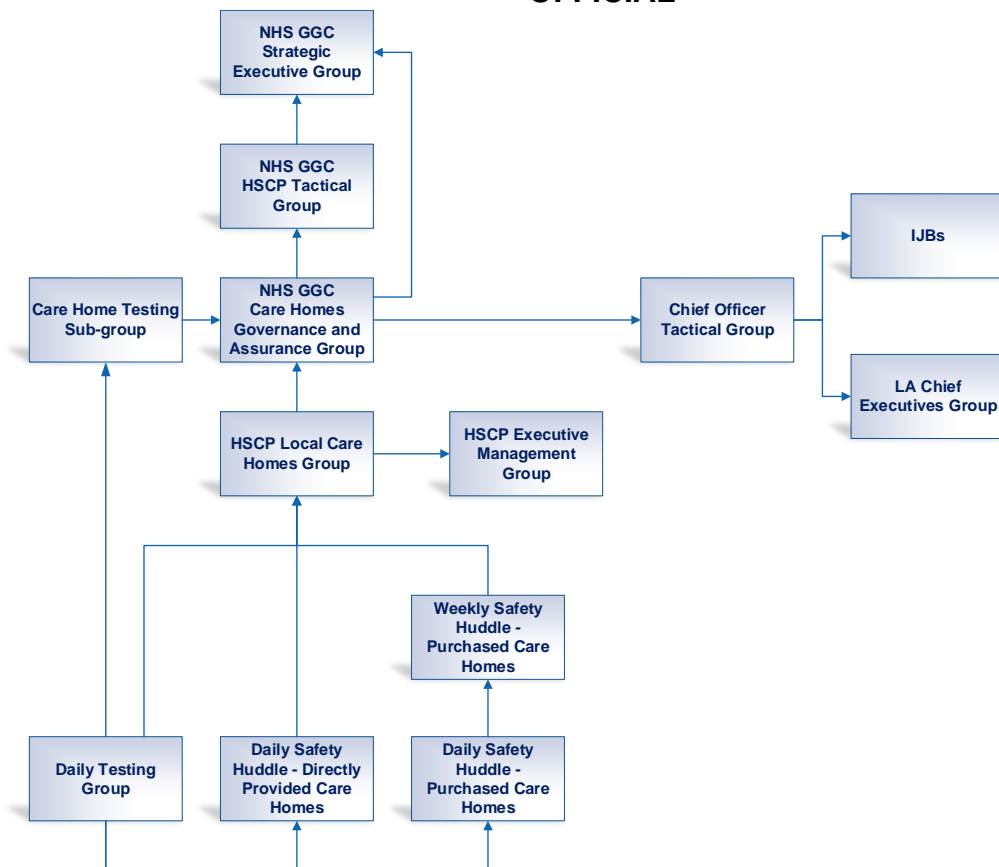 OFFICIAL
NHS GGC
Strategic
Executive Group
NHS GGC
HSCP Tactical
Group
IJBs
Care Home Testing
Sub-group
NHS GGC
Care Homes
Governance and
Assurance Group
Chief Officer
Tactical Group
LA Chief
Executives Group
HSCP Local Care
Homes Group
HSCP Executive
Management
Group
Weekly Safety
Huddle -
Purchased Care
Homes
Daily Testing
Group
Daily Safety
Huddle - Directly
Provided Care
Homes
Daily Safety
Huddle -
Purchased Care
Homes